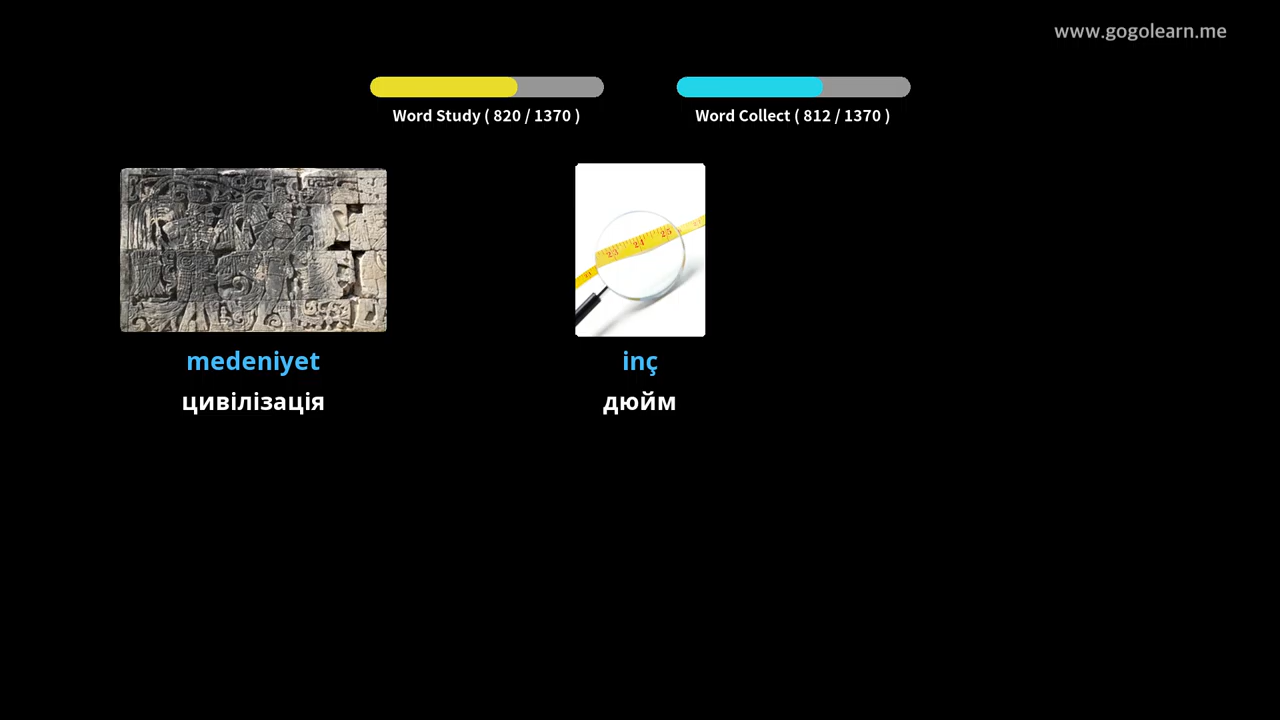 www.gogolearn.me
Word Study ( 820 / 1370 )
Word Collect ( 812 / 1370 )
medeniyet
цивілізація
inç
дюйм